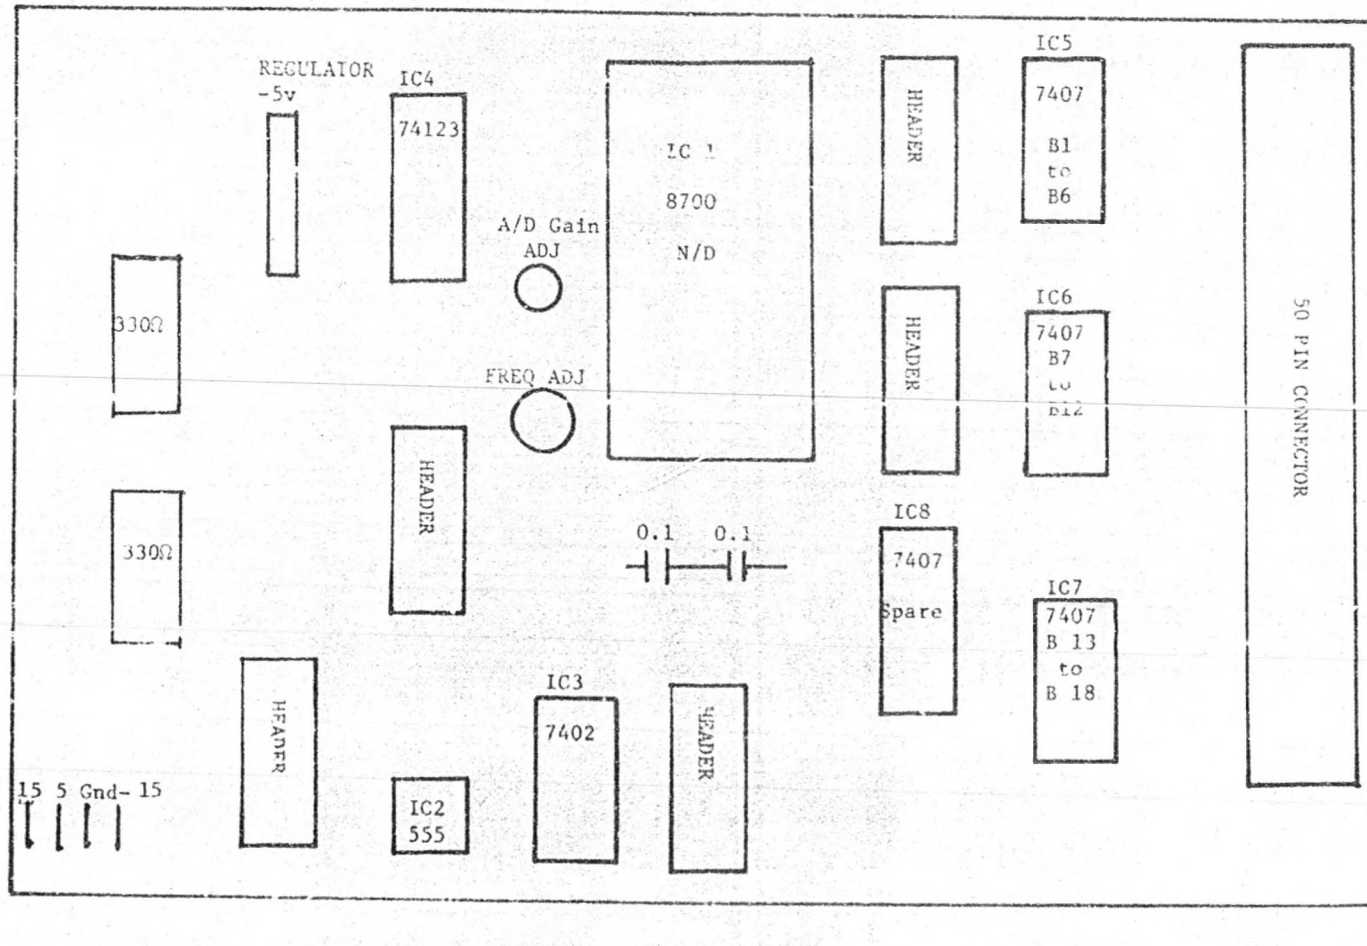 REGULATOR
-5v
IC4
74123
A/D Gain
ADJ
FREQ ADJ
IC 1
8700
N/D
HEADER
IC5
7407
B1
to
B6
HEADER
IC6
7407
B7
to
B12
50 PIN CONNECTOR
330Ω
330Ω
HEADER
0.1 0.1
IC8
7407
Spare
IC7
7407
B 13
to
B 18
HEADER
IC3
7402
HEADER
15 5 Gnd- 15
IC2
555